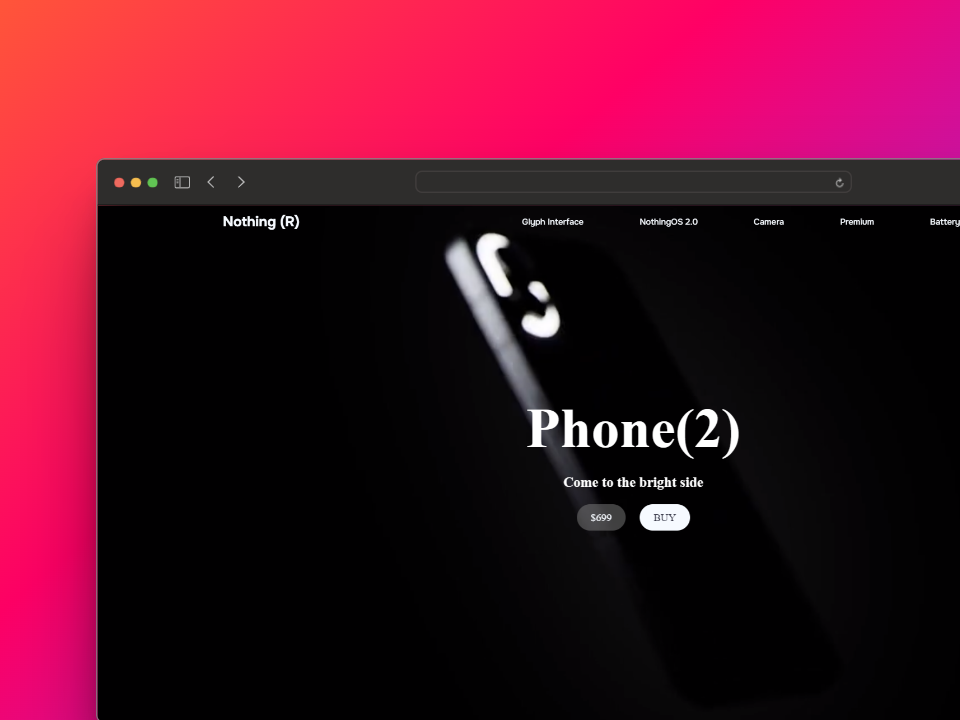 Nothing (R) Glyph Interface NothingOS 2.0 Camera Premium Battery
Phone(2)
Come to the bright side
$699 BUY